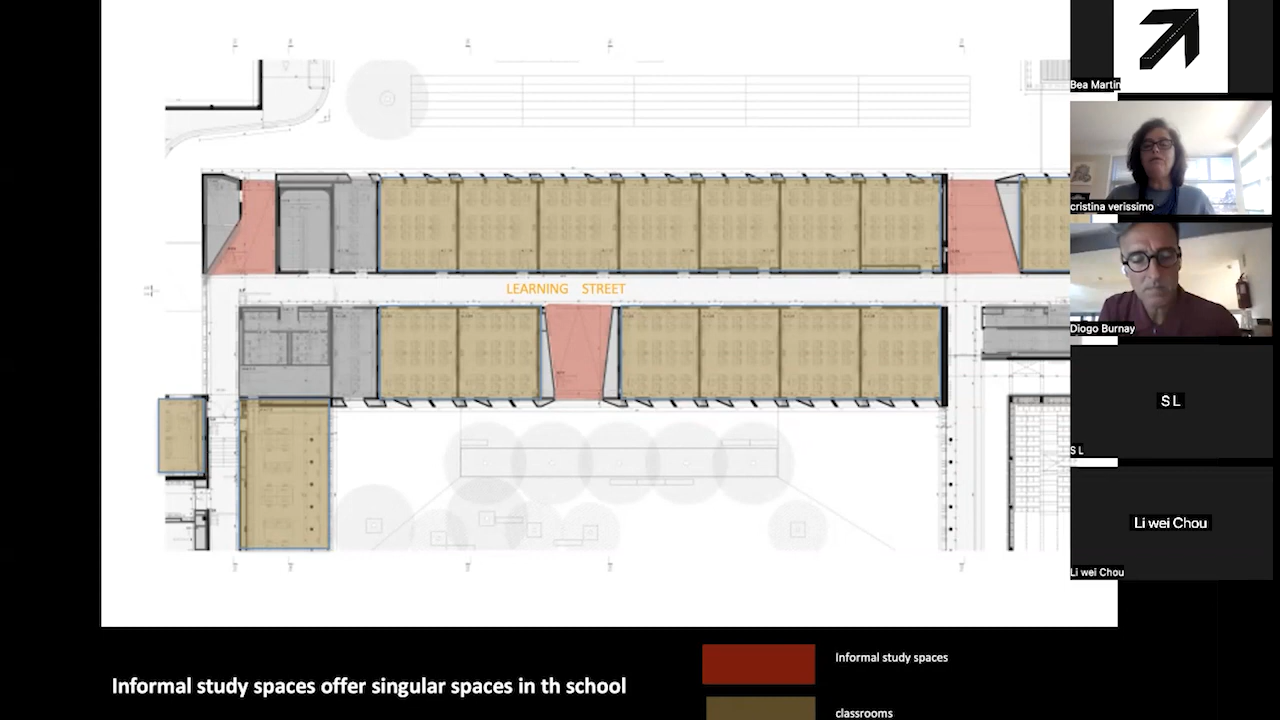 Bea Martin
cristina verissimo
LEARNING STREET
Diogo Burnay
S L
S L
Li wei Chou
Li wei Chou
Informal study spaces
Informal study spaces offer singular spaces in th school
classrooms